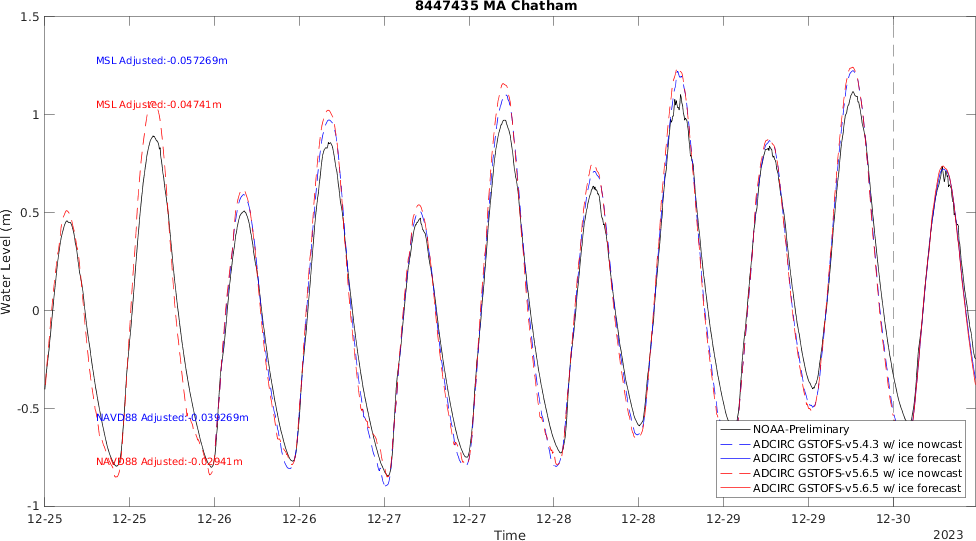 8447435 MA Chatham
1.5
MSL Adjusted:-0.057269m
MSL Adjusted:-0.04741m
1
0.5
Water Level (m)
0
-0.5
NAVD88 Adjusted:-0.039269m
NAVD88 Adjusted:-0.02941m
-1
NOAA-Preliminary
ADCIRC GSTOFS-v5.4.3 w/ ice nowcast
ADCIRC GSTOFS-v5.4.3 w/ ice forecast
ADCIRC GSTOFS-v5.6.5 w/ ice nowcast
ADCIRC GSTOFS-v5.6.5 w/ ice forecast
12-25 12-25 12-26 12-26 12-27 12-27 12-28 12-28 12-29 12-29 12-30
Time
2023